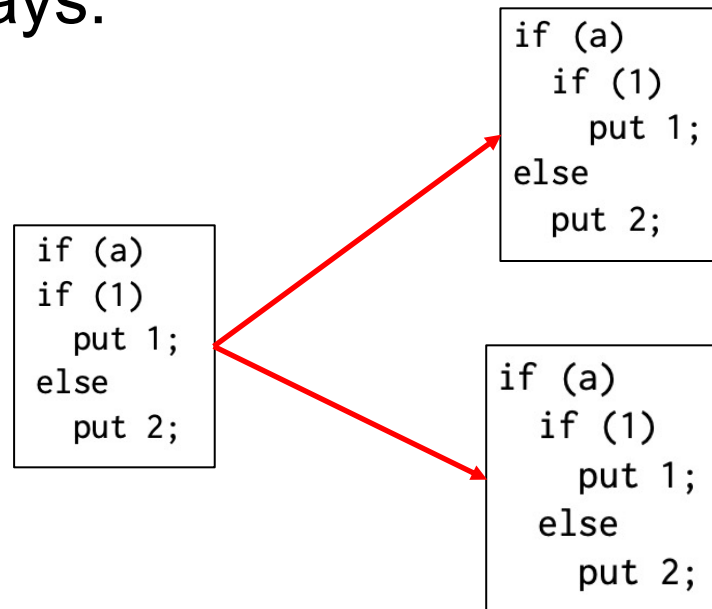 ays.
if (a)
  if (1)
    put 1;
else
  put 2;
if (a)
if (1)
  put 1;
else
  put 2;
if (a)
  if (1)
    put 1;
  else
    put 2;